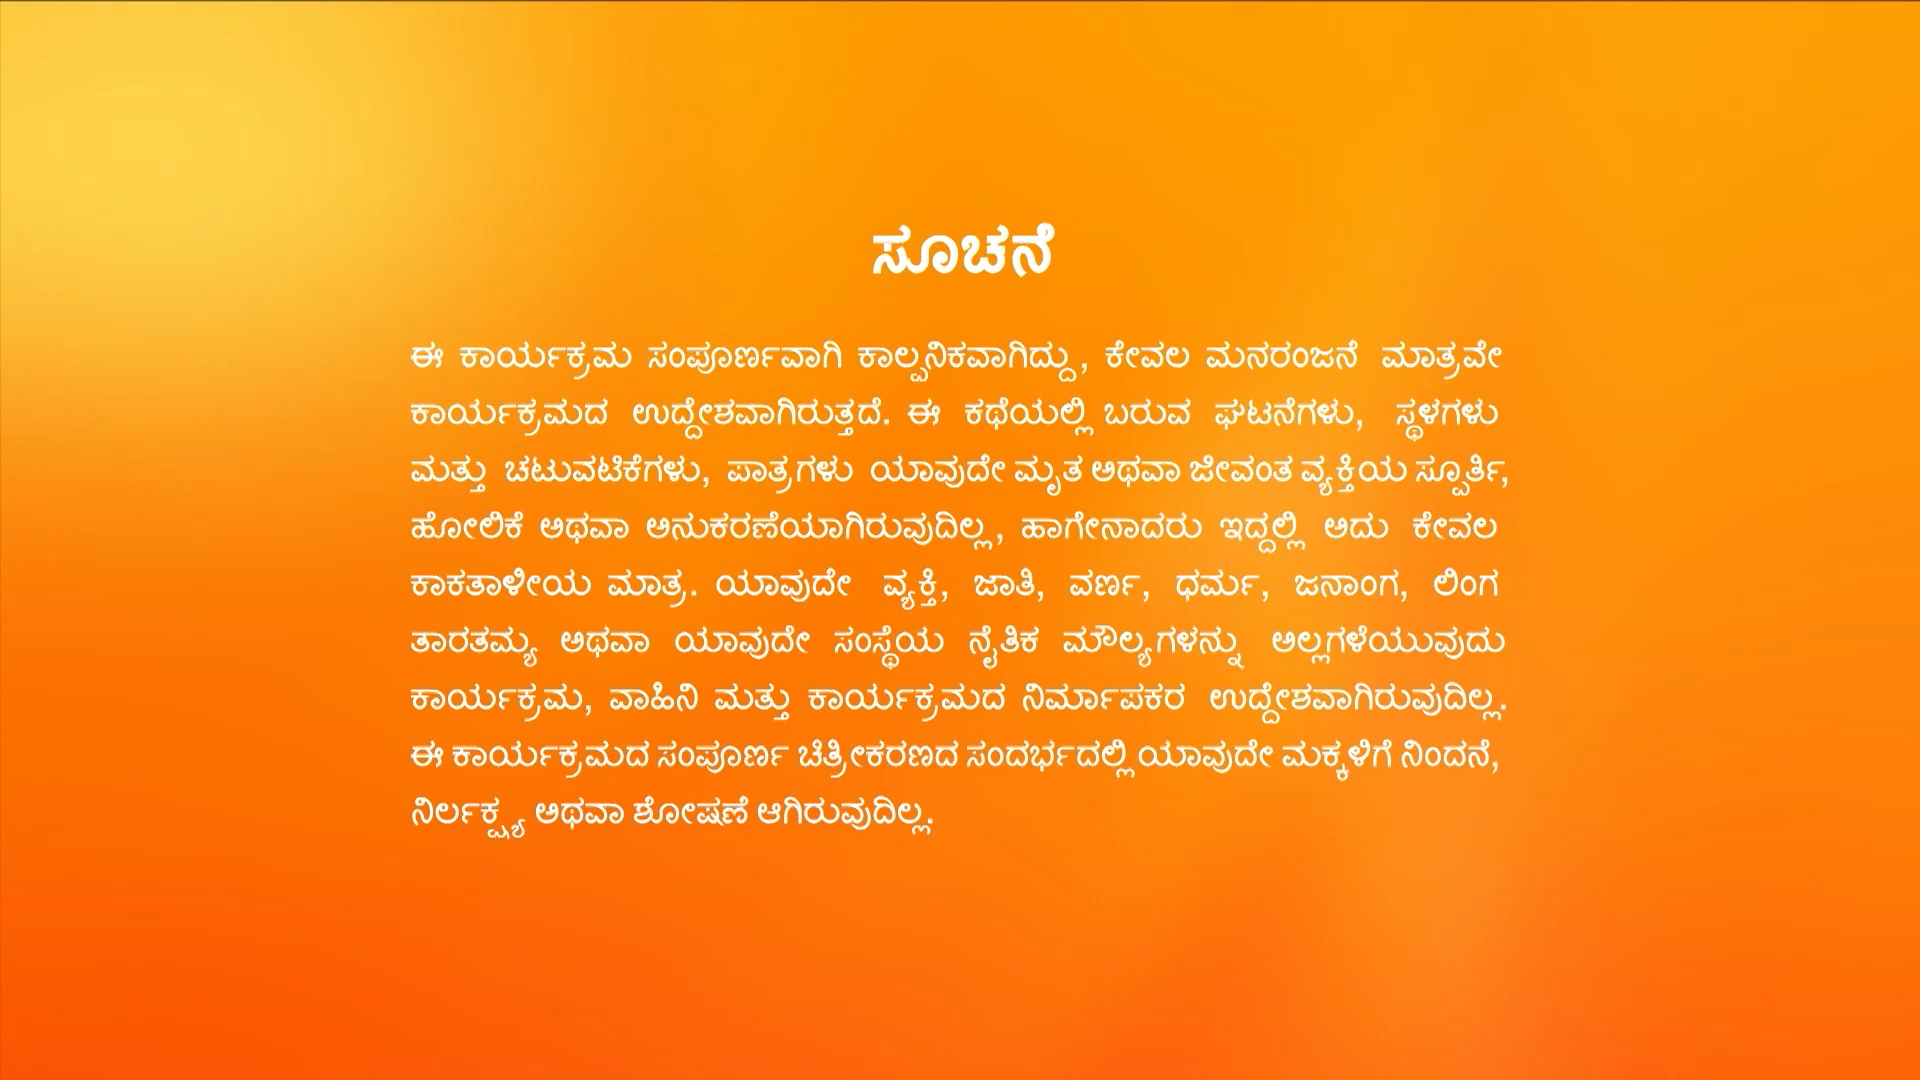 ಸೂಚನೆ
ಈ ಕಾರ್ಯಕ್ರಮ ಸಂಪೂರ್ಣವಾಗಿ ಕಾಲ್ಪನಿಕವಾಗಿದ್ದು, ಕೇವಲ ಮನರಂಜನೆ ಮಾತ್ರವೇ
ಕಾರ್ಯಕ್ರಮದ ಉದ್ದೇಶವಾಗಿರುತ್ತದೆ. ಈ ಕಥೆಯಲ್ಲಿ ಬರುವ ಘಟನೆಗಳು, ಸ್ಥಳಗಳು
ಮತ್ತು ಚಟುವಟಿಕೆಗಳು, ಪಾತ್ರಗಳು ಯಾವುದೇ ಮೃತ ಅಥವಾ ಜೀವಂತ ವ್ಯಕ್ತಿಯ ಸ್ಪೂರ್ತಿ,
ಹೋಲಿಕೆ ಅಥವಾ ಅನುಕರಣೆಯಾಗಿರುವುದಿಲ್ಲ, ಹಾಗೇನಾದರು ಇದ್ದಲ್ಲಿ ಅದು ಕೇವಲ
ಕಾಕತಾಳೀಯ ಮಾತ್ರ. ಯಾವುದೇ ವ್ಯಕ್ತಿ, ಜಾತಿ, ವರ್ಣ, ಧರ್ಮ, ಜನಾಂಗ, ಲಿಂಗ
ತಾರತಮ್ಯ ಅಥವಾ ಯಾವುದೇ ಸಂಸ್ಥೆಯ ನೈತಿಕ ಮೌಲ್ಯಗಳನ್ನು ಅಲ್ಲಗಳೆಯುವುದು
ಕಾರ್ಯಕ್ರಮ, ವಾಹಿನಿ ಮತ್ತು ಕಾರ್ಯಕ್ರಮದ ನಿರ್ಮಾಪಕರ ಉದ್ದೇಶವಾಗಿರುವುದಿಲ್ಲ.
ಈ ಕಾರ್ಯಕ್ರಮದ ಸಂಪೂರ್ಣ ಚಿತ್ರೀಕರಣದ ಸಂದರ್ಭದಲ್ಲಿ ಯಾವುದೇ ಮಕ್ಕಳಿಗೆ ನಿಂದನೆ,
ನಿರ್ಲಕ್ಷ್ಯ ಅಥವಾ ಶೋಷಣೆ ಆಗಿರುವುದಿಲ್ಲ.